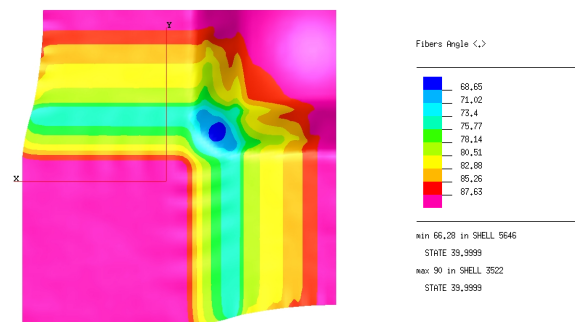 Y
X
Fibers Angle <.>
68.65
71.02
73.4
75.77
78.14
80.51
82.88
85.26
87.63
min 66.28 in SHELL 5646
STATE 39.9999
max 90 in SHELL 3522
STATE 39.9999